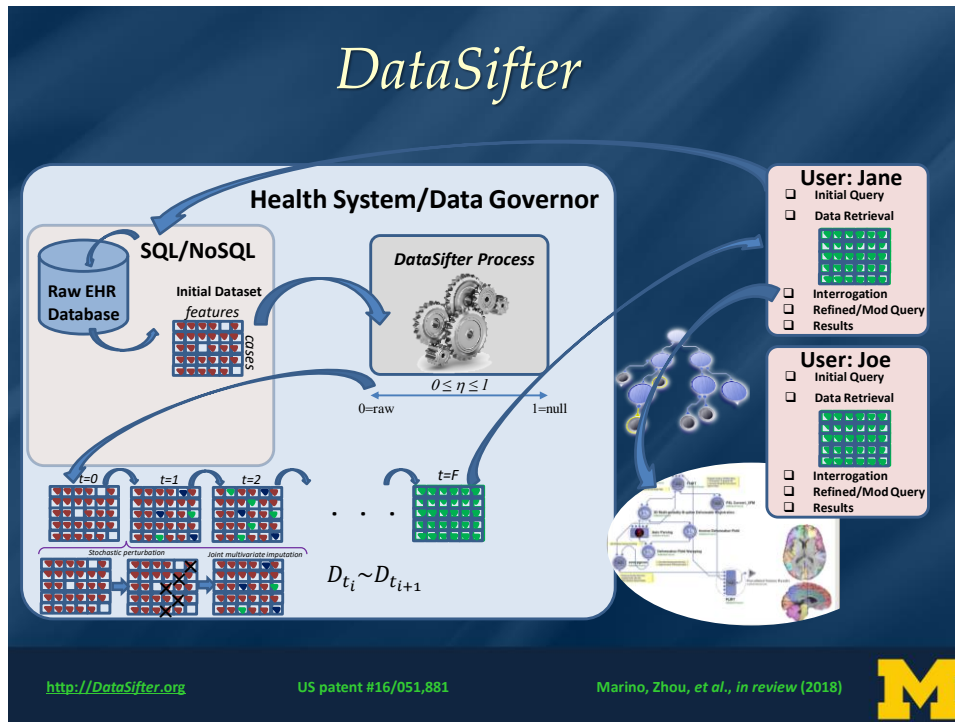 DataSifter
Health System/Data Governor
SQL/NoSQL
Raw EHR
Database
Initial Dataset
features
cases
DataSifter Process
0 ≤ η ≤ 1
0=raw
1=null
t=0
t=1
t=2
. . .
t=F
Stochastic perturbation
Joint multivariate imputation
D_{t_i}~D_{t_{i+1}}
User: Jane
❑ Initial Query
❑ Data Retrieval
❑ Interrogation
❑ Refined/Mod Query
❑ Results
User: Joe
❑ Initial Query
❑ Data Retrieval
❑ Interrogation
❑ Refined/Mod Query
❑ Results
http://DataSifter.org
US patent #16/051,881
Marino, Zhou, et al., in review (2018)
M